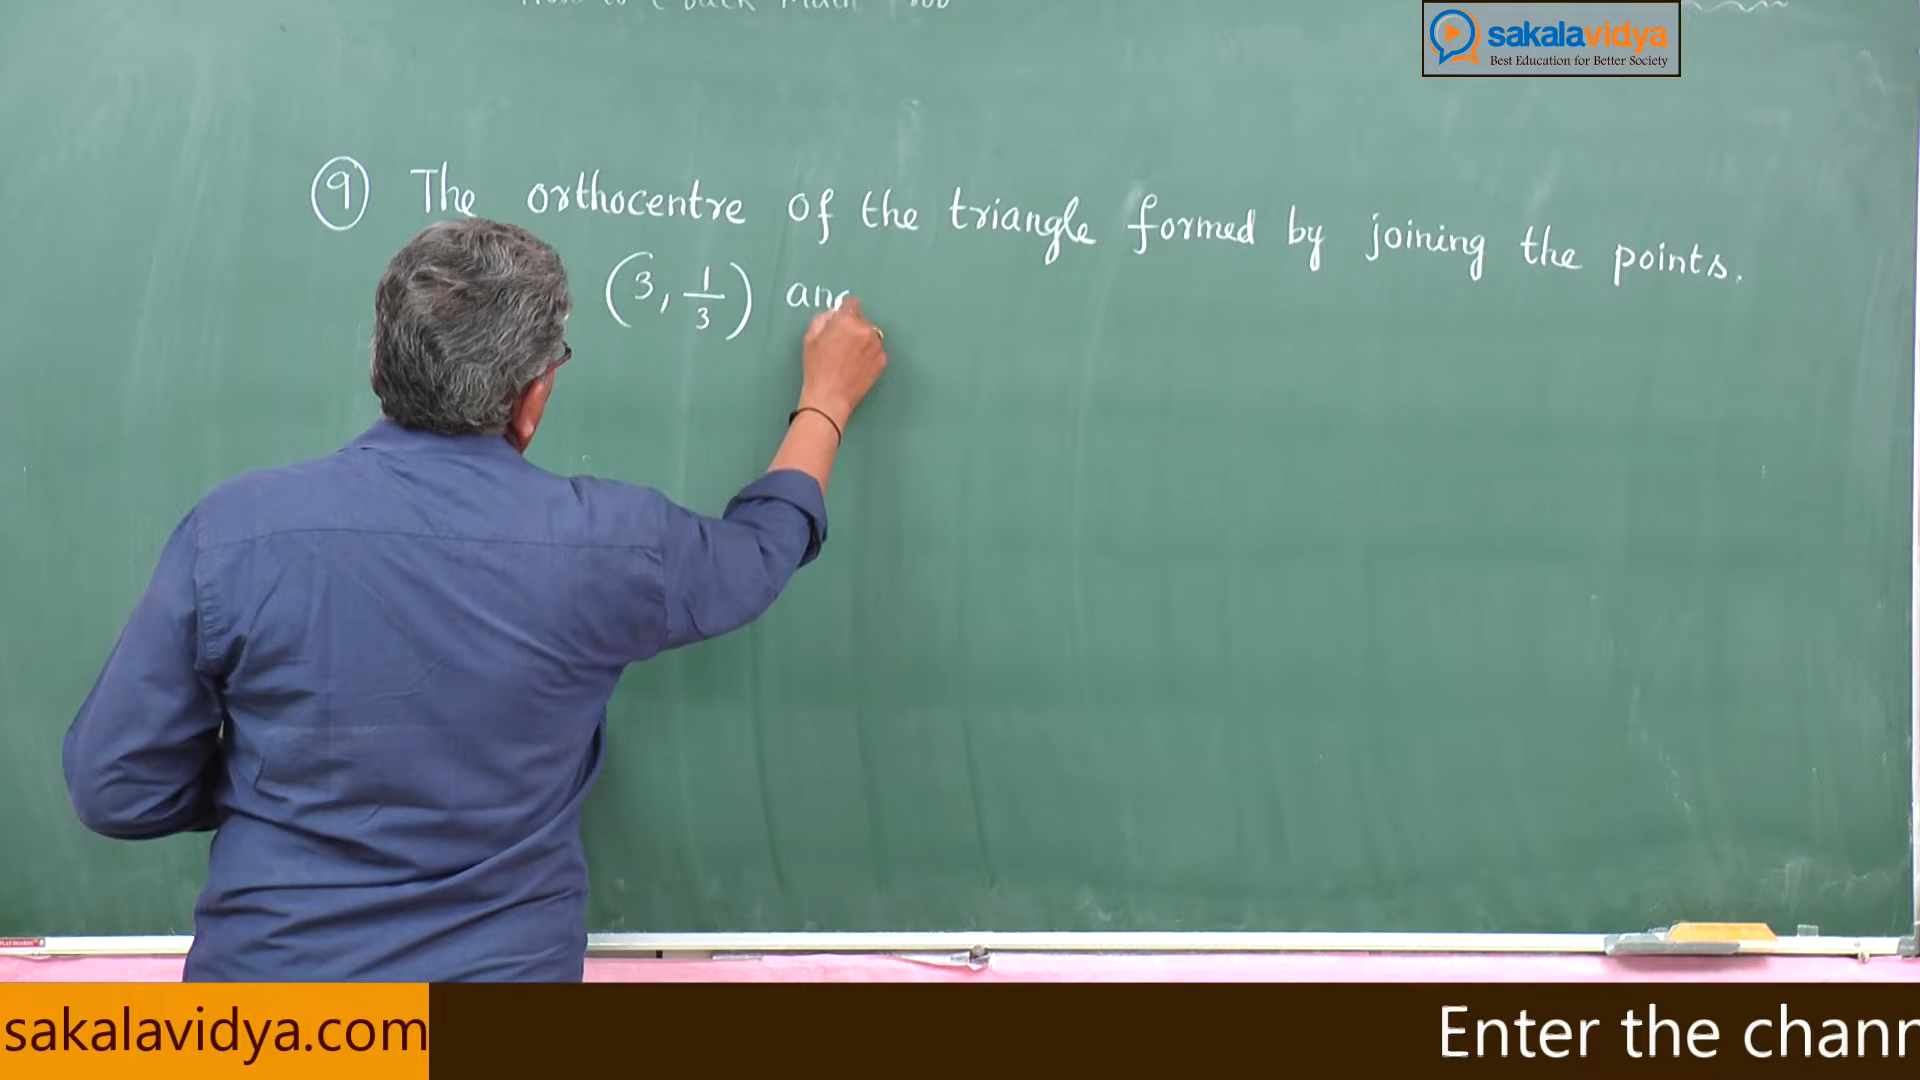 sakalavidya
Best Education for Better Society
9 The orthocentre of the triangle formed by joining the points.
(3, 1/3)
sakalavidya.com
Enter the chann